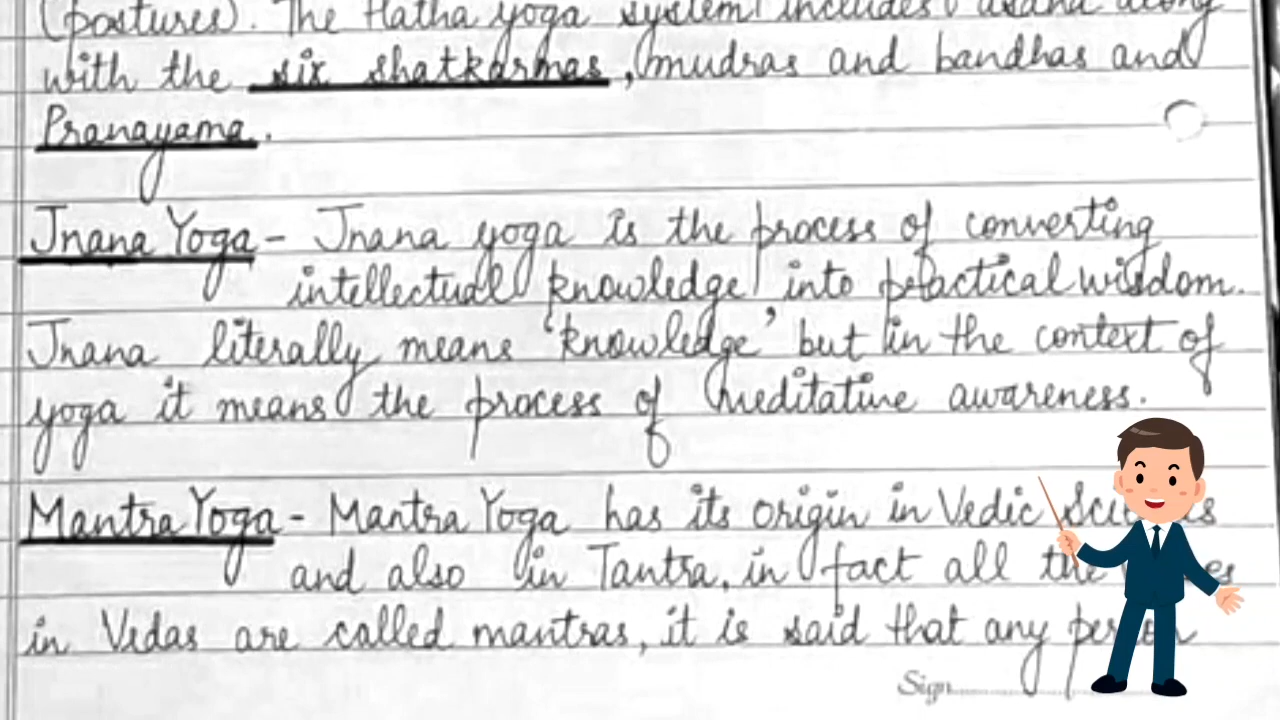 (postures). The Hatha yoga system includes asana along
with the six shatkarmas, mudras and bandhas and
Pranayama.
Jnana Yoga - Jnana yoga is the process of converting
intellectual knowledge into practical wisdom.
Jnana literally means 'knowledge' but in the context of
yoga it means the process of meditative awareness.
Mantra Yoga - Mantra Yoga has its origin in Vedic
and also in Tantra, in fact all the
in Vedas are called mantras, it is said that any person
Sign